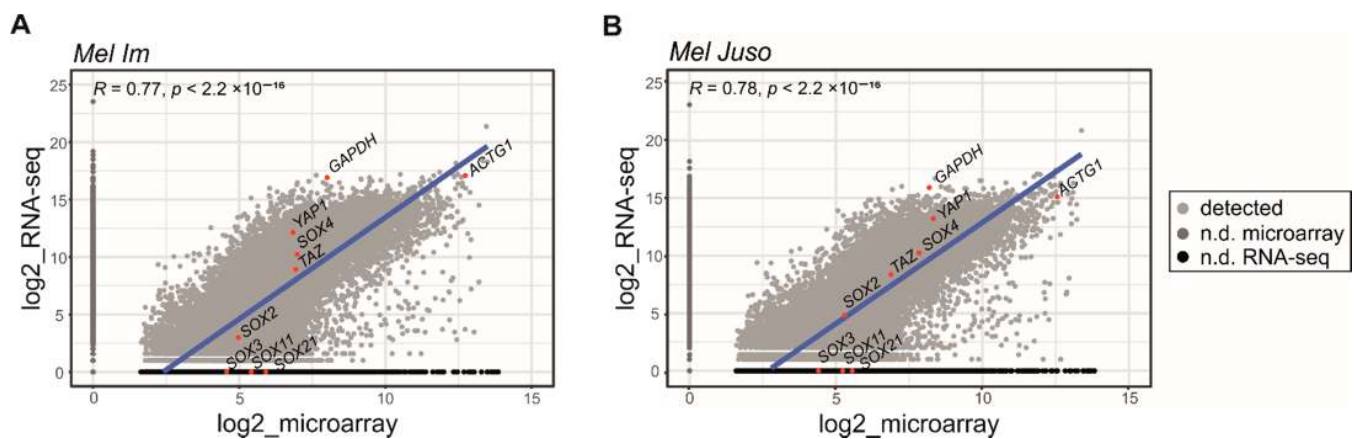 A
Mel Im
R = 0.77, p < 2.2 ×10⁻¹⁶
25
20
15
10
5
0
log2_RNA-seq
GAPDH
ACTG1
YAP1
SOX4
TAZ
SOX2
SOX3
SOX11
SOX21
0
5
10
15
log2_microarray
B
Mel Juso
R = 0.78, p < 2.2 ×10⁻¹⁶
25
20
15
10
5
0
log2_RNA-seq
GAPDH
ACTG1
YAP1
SOX4
TAZ
SOX2
SOX3
SOX11
SOX21
0
5
10
15
log2_microarray
detected
n.d. microarray
n.d. RNA-seq